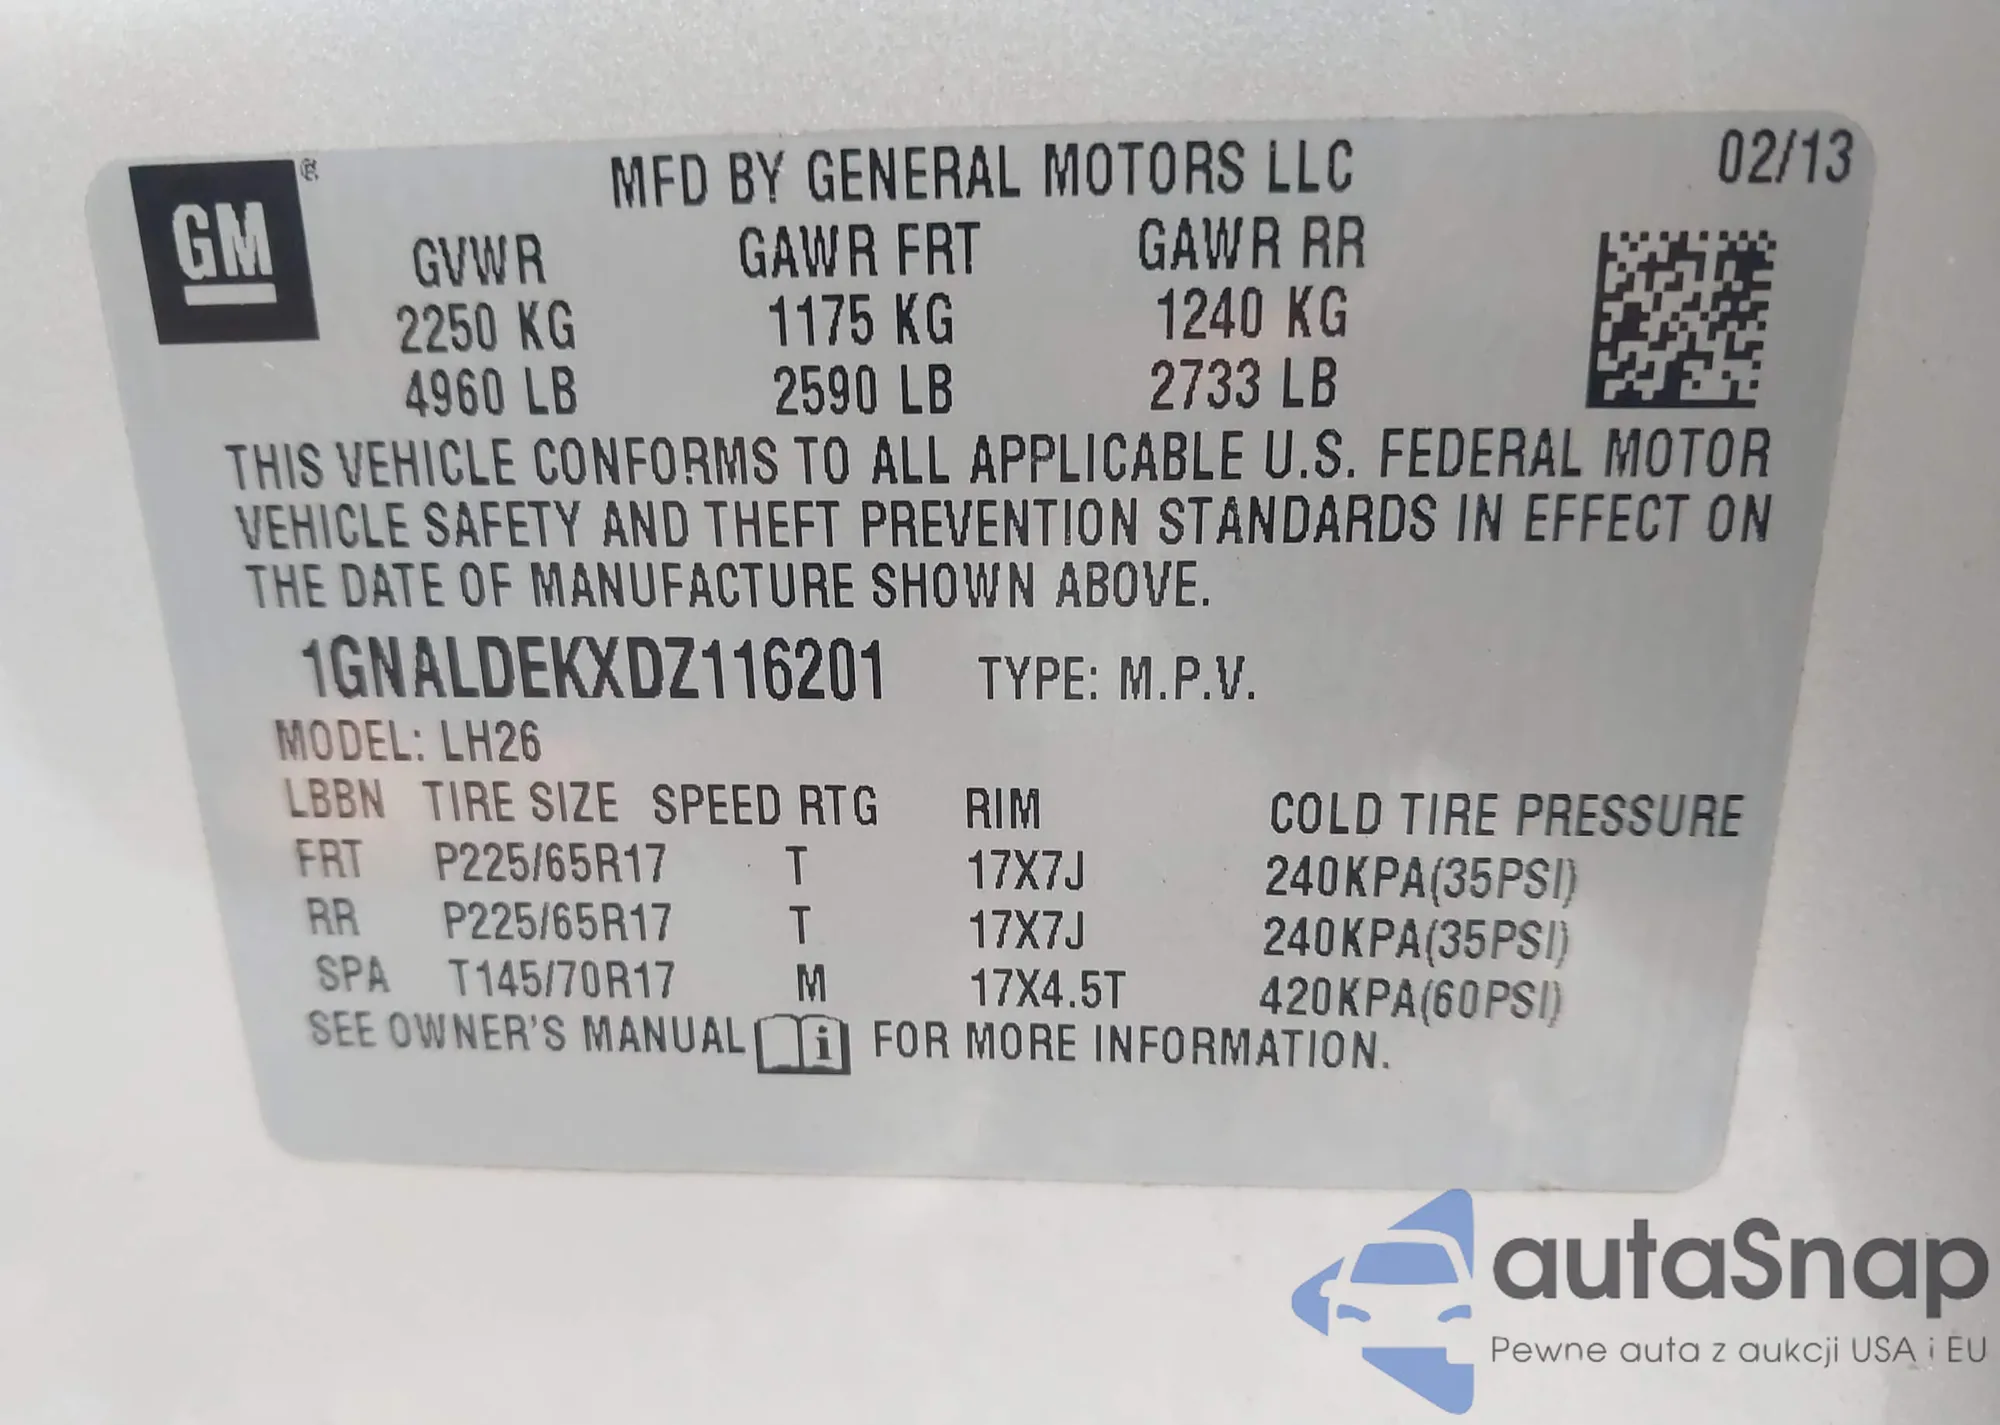 GM ®
MFD BY GENERAL MOTORS LLC 02/13
GVWR GAWR FRT GAWR RR
2250 KG 1175 KG 1240 KG
4960 LB 2590 LB 2733 LB
THIS VEHICLE CONFORMS TO ALL APPLICABLE U.S. FEDERAL MOTOR
VEHICLE SAFETY AND THEFT PREVENTION STANDARDS IN EFFECT ON
THE DATE OF MANUFACTURE SHOWN ABOVE.
1GNALDEKXDZ116201 TYPE: M.P.V.
MODEL: LH26
LBBN TIRE SIZE SPEED RTG RIM COLD TIRE PRESSURE
FRT P225/65R17 T 17X7J 240KPA(35PSI)
RR P225/65R17 T 17X7J 240KPA(35PSI)
SPA T145/70R17 M 17X4.5T 420KPA(60PSI)
SEE OWNER'S MANUAL i FOR MORE INFORMATION.
autaSnap
Pewne auta z aukcji USA i EU